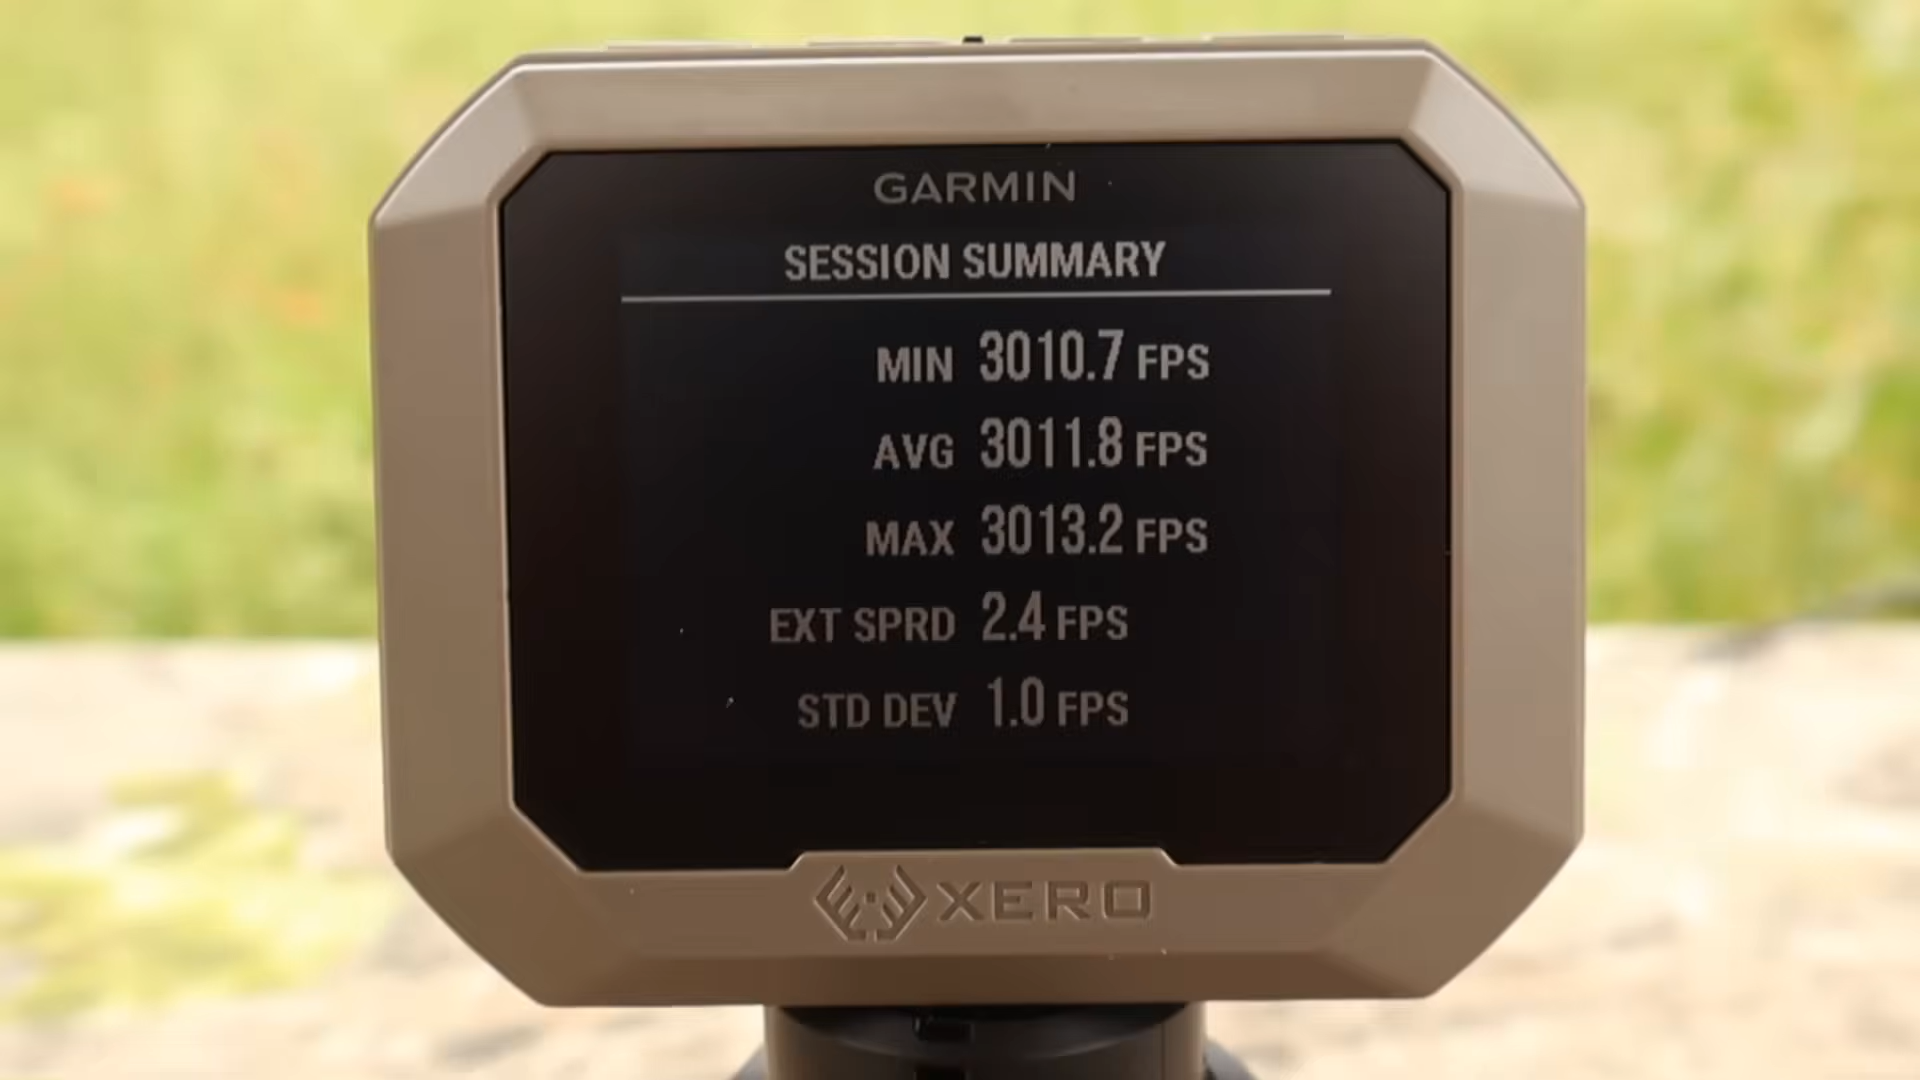 GARMIN
SESSION SUMMARY
MIN 3010.7 FPS
AVG 3011.8 FPS
MAX 3013.2 FPS
EXT SPRD 2.4 FPS
STD DEV 1.0 FPS
XERO